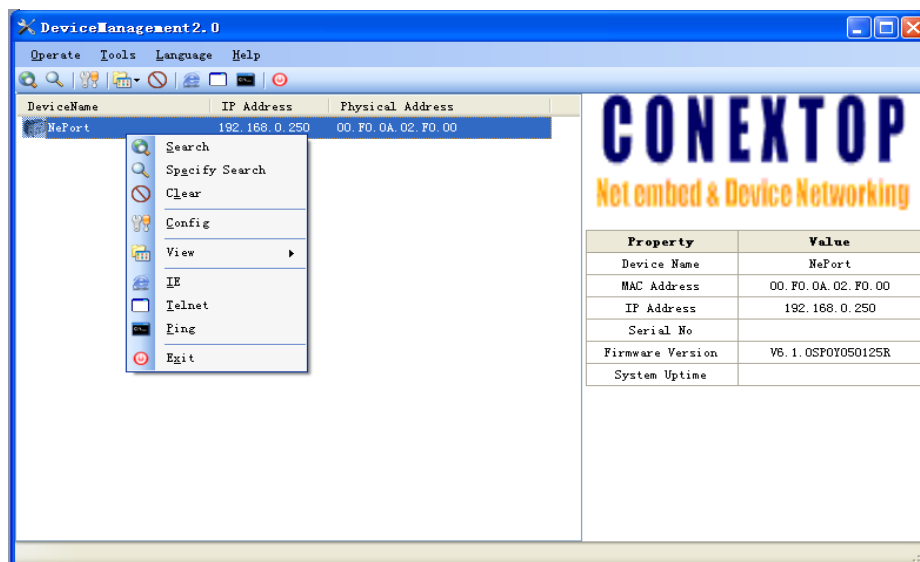 DeviceManagement2.0
Operate Tools Language Help
DeviceName IP Address Physical Address
NePort 192.168.0.250 00.F0.0A.02.F0.00
Search
Specify Search
Clear
Config
View
IE
Telnet
Ping
Exit
CONEXTOP
Net embed & Device Networking
Property Value
Device Name NePort
MAC Address 00.F0.0A.02.F0.00
IP Address 192.168.0.250
Serial No
Firmware Version V6.1.0SP0Y050125R
System Uptime